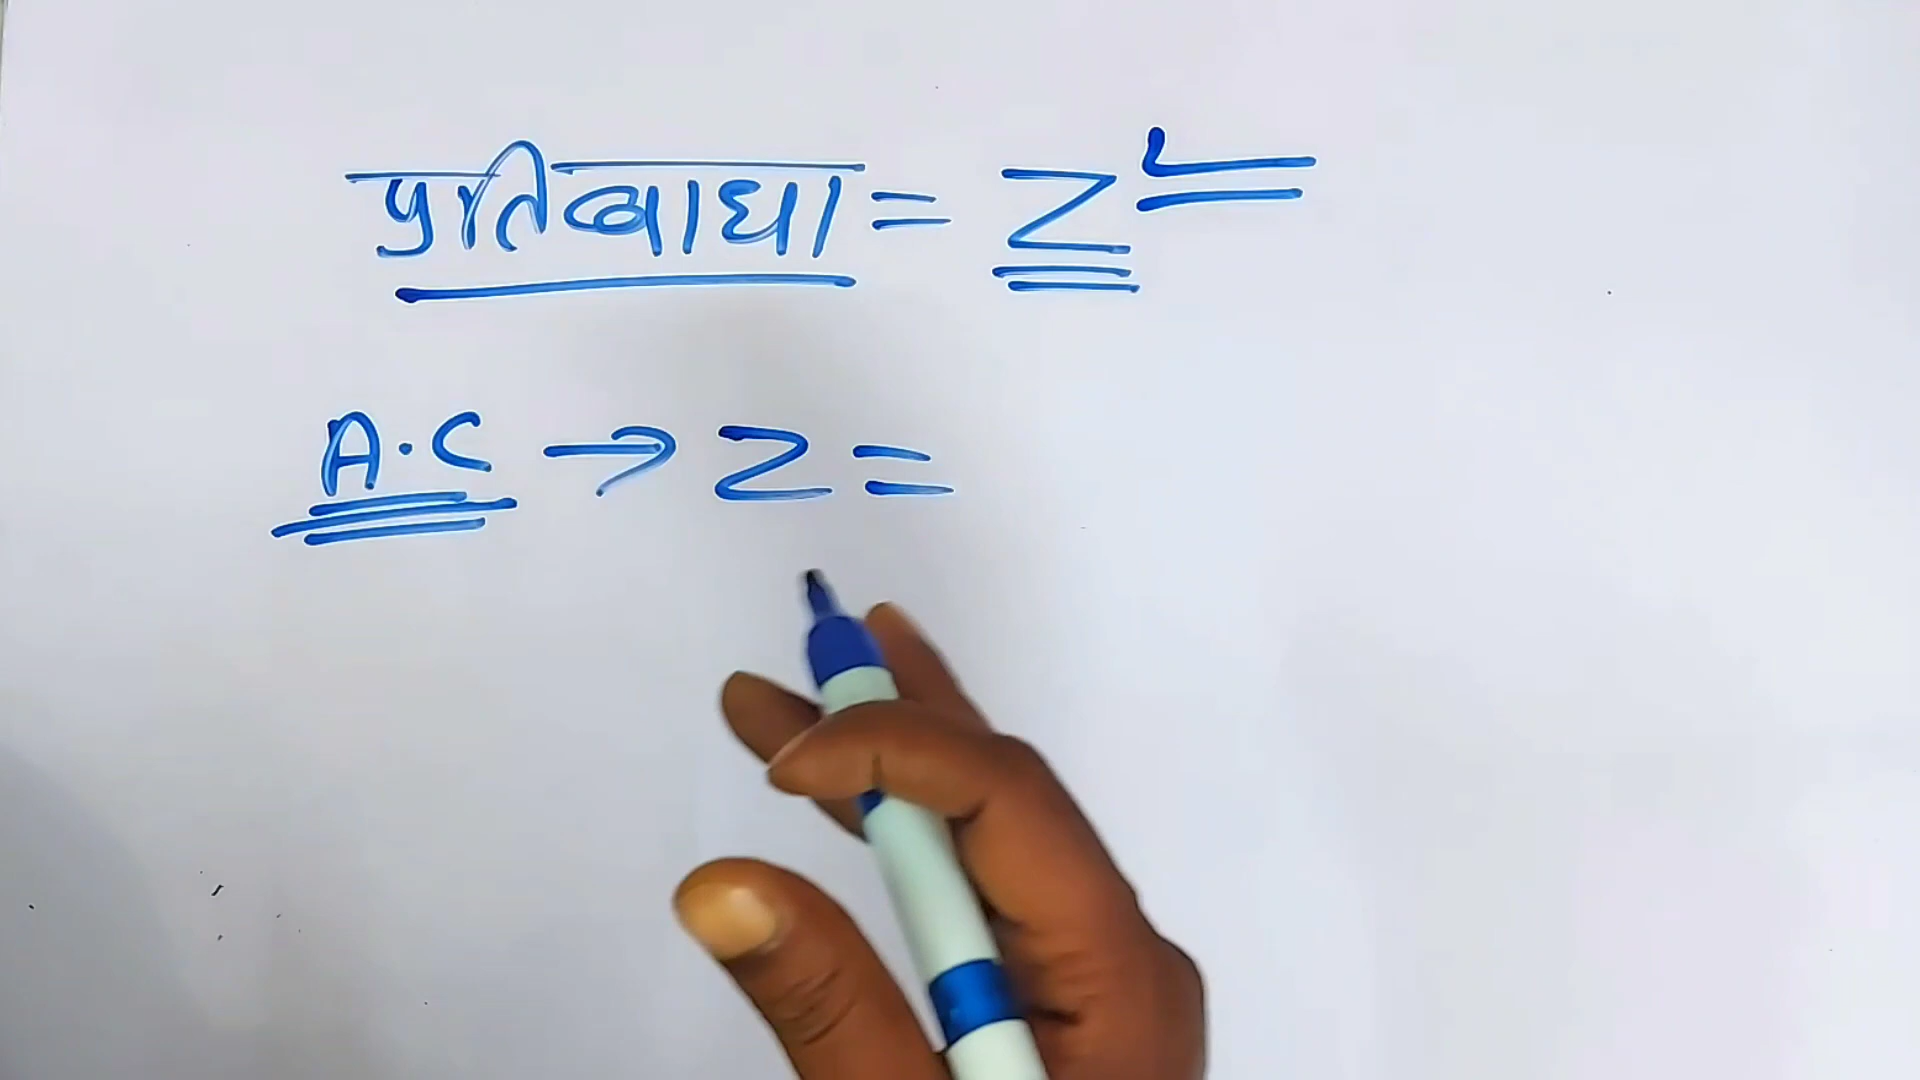 प्रतिबाधा = Z
A.C → Z =